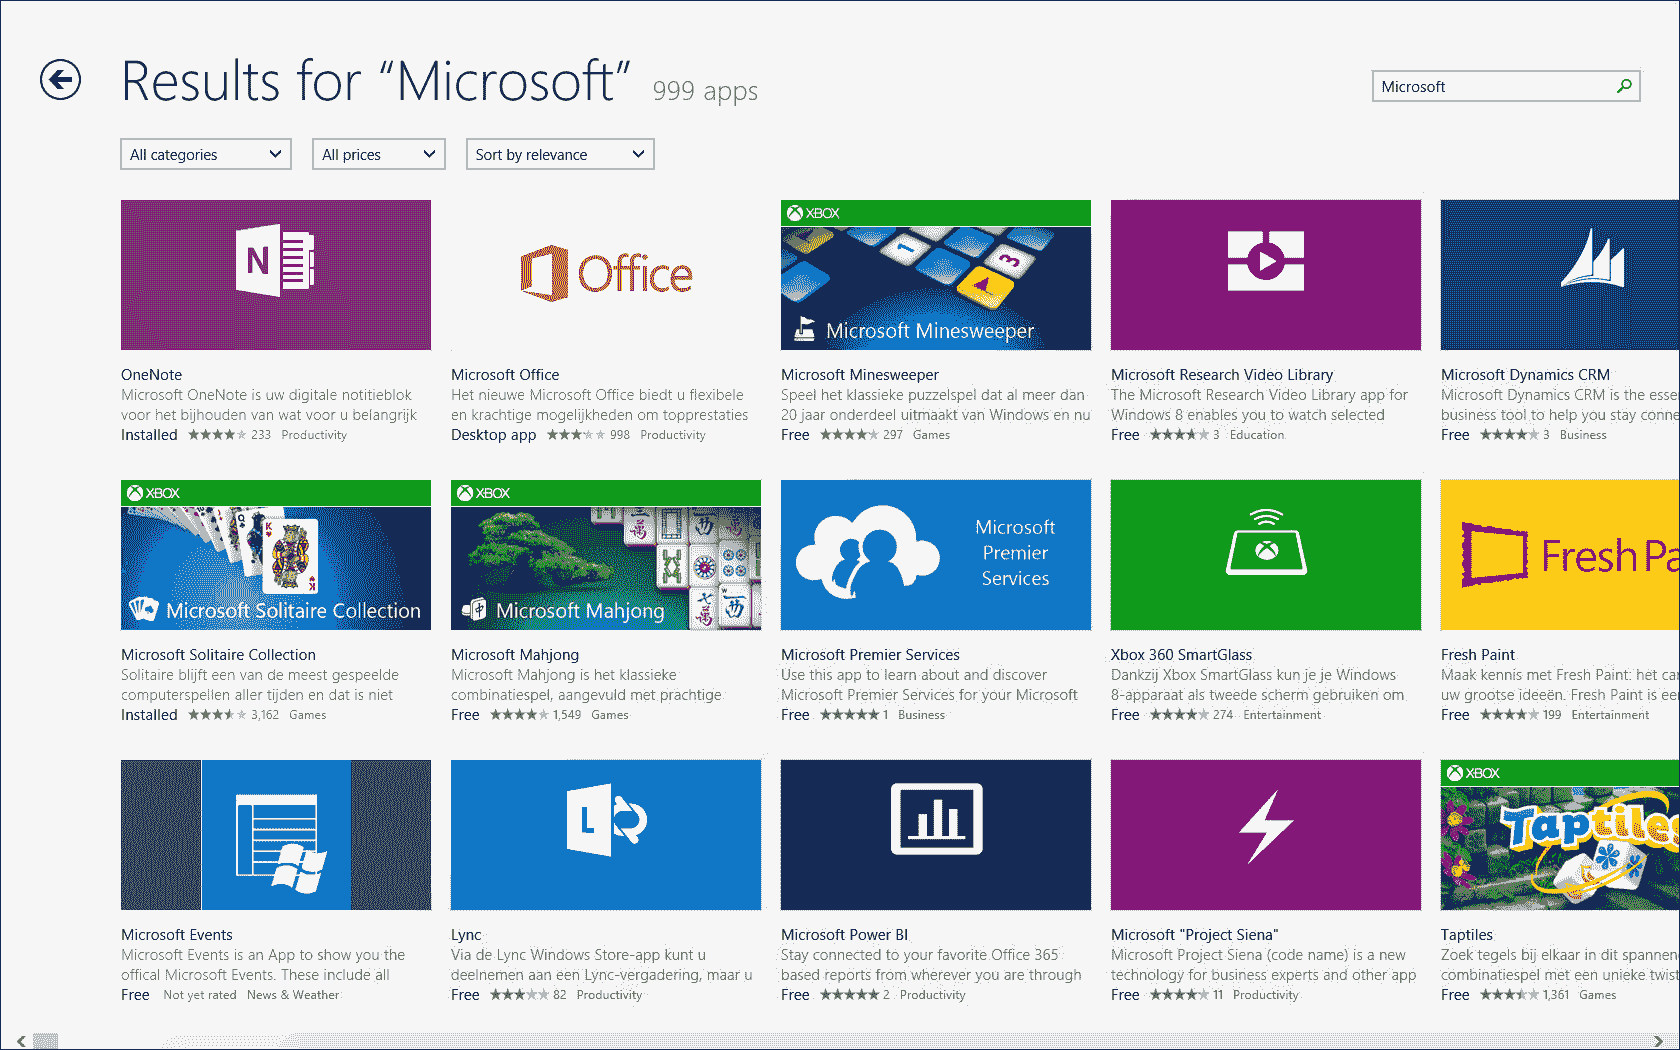 Results for “Microsoft” 999 apps
Microsoft
All categories
All prices
Sort by relevance
N
OneNote
Microsoft OneNote is uw digitale notitieblok
voor het bijhouden van wat voor u belangrijk
Installed 233 Productivity
Office
Microsoft Office
Het nieuwe Microsoft Office biedt u flexibele
en krachtige mogelijkheden om topprestaties
Desktop app 998 Productivity
XBOX
1
3
Microsoft Minesweeper
Microsoft Minesweeper
Speel het klassieke puzzelspel dat al meer dan
20 jaar onderdeel uitmaakt van Windows en nu
Free 297 Games
Microsoft Research Video Library
The Microsoft Research Video Library app for
Windows 8 enables you to watch selected
Free 3 Education
Microsoft Dynamics CRM
Microsoft Dynamics CRM is the esse
business tool to help you stay conne
Free 3 Business
XBOX
Q
K
K
Microsoft Solitaire Collection
Microsoft Solitaire Collection
Solitaire blijft een van de meest gespeelde
computerspellen aller tijden en dat is niet
Installed 3,162 Games
XBOX
Microsoft Mahjong
Microsoft Mahjong
Microsoft Mahjong is het klassieke
combinatiespel, aangevuld met prachtige
Free 1,549 Games
Microsoft
Premier
Services
Microsoft Premier Services
Use this app to learn about and discover
Microsoft Premier Services for your Microsoft
Free 1 Business
Xbox 360 SmartGlass
Dankzij Xbox SmartGlass kun je je Windows
8-apparaat als tweede scherm gebruiken om
Free 274 Entertainment
Fresh Pa
Fresh Paint
Maak kennis met Fresh Paint: het ca
uw grootse ideeën. Fresh Paint is ee
Free 199 Entertainment
Microsoft Events
Microsoft Events is an App to show you the
offical Microsoft Events. These include all
Free Not yet rated News & Weather
L
Lync
Via de Lync Windows Store-app kunt u
deelnemen aan een Lync-vergadering, maar u
Free 82 Productivity
Microsoft Power BI
Stay connected to your favorite Office 365
based reports from wherever you are through
Free 2 Productivity
Microsoft "Project Siena"
Microsoft Project Siena (code name) is a new
technology for business experts and other app
Free 11 Productivity
XBOX
Taptiles
Taptiles
Zoek tegels bij elkaar in dit spannen
combinatiespel met een unieke twist
Free 1,361 Games